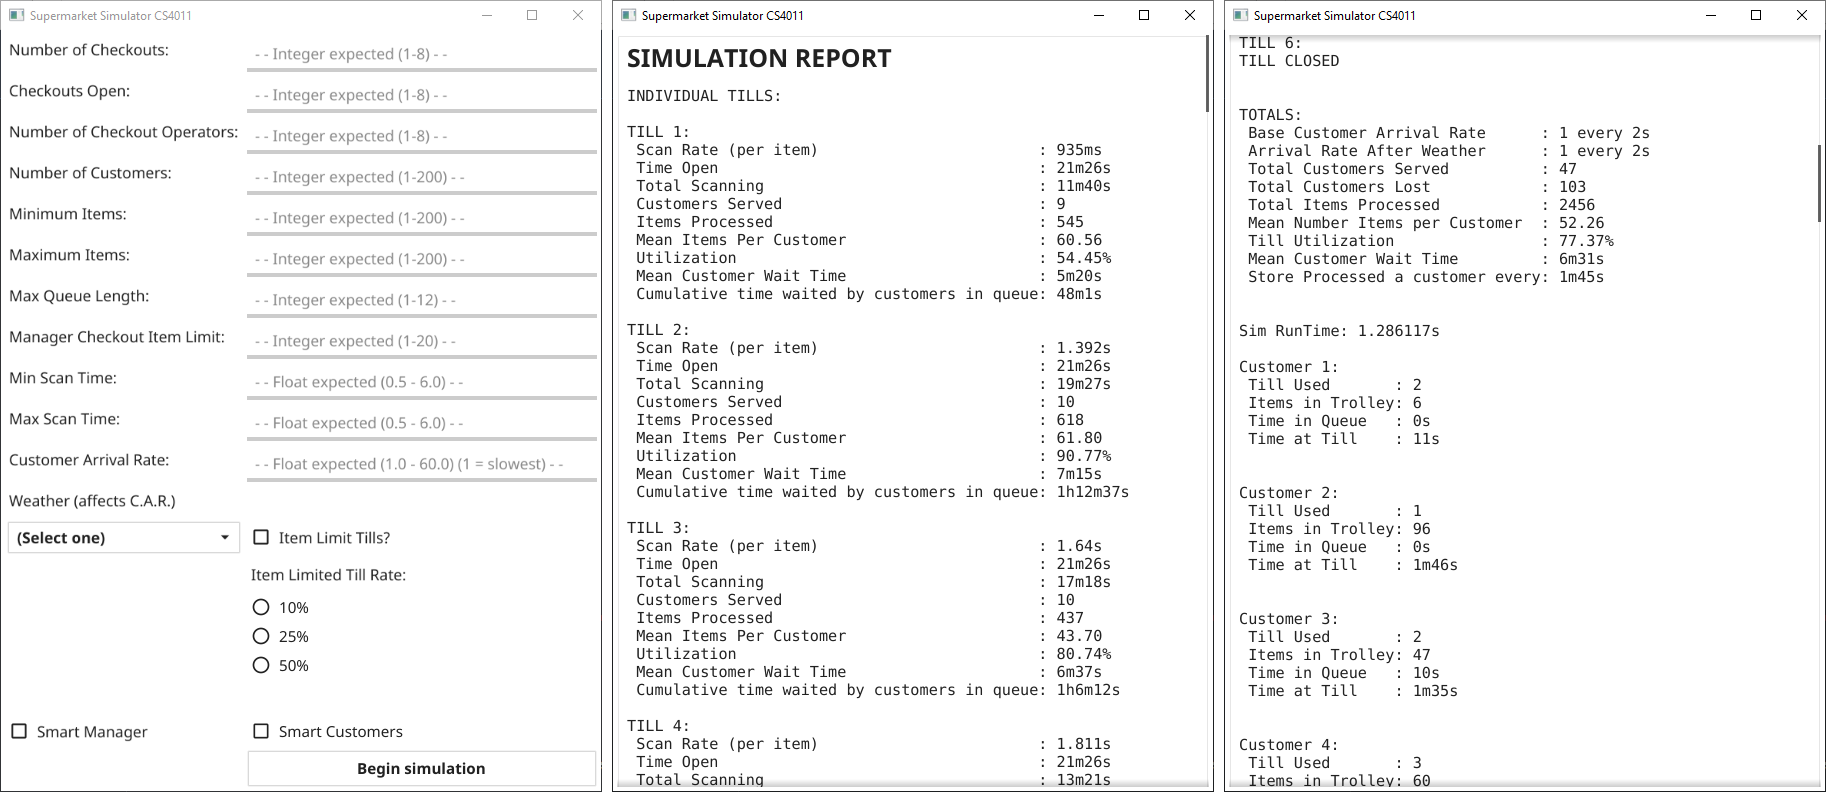 Supermarket Simulator CS4011
Number of Checkouts: - - Integer expected (1-8) - -
Checkouts Open: - - Integer expected (1-8) - -
Number of Checkout Operators: - - Integer expected (1-8) - -
Number of Customers: - - Integer expected (1-200) - -
Minimum Items: - - Integer expected (1-200) - -
Maximum Items: - - Integer expected (1-200) - -
Max Queue Length: - - Integer expected (1-12) - -
Manager Checkout Item Limit: - - Integer expected (1-20) - -
Min Scan Time: - - Float expected (0.5 - 6.0) - -
Max Scan Time: - - Float expected (0.5 - 6.0) - -
Customer Arrival Rate: - - Float expected (1.0 - 60.0) (1 = slowest) - -
Weather (affects C.A.R.)
(Select one) Item Limit Tills?
Item Limited Till Rate:
10%
25%
50%
Smart Manager Smart Customers
Begin simulation
Supermarket Simulator CS4011
SIMULATION REPORT
INDIVIDUAL TILLS:
TILL 1:
Scan Rate (per item) : 935ms
Time Open : 21m26s
Total Scanning : 11m40s
Customers Served : 9
Items Processed : 545
Mean Items Per Customer : 60.56
Utilization : 54.45%
Mean Customer Wait Time : 5m20s
Cumulative time waited by customers in queue: 48m1s
TILL 2:
Scan Rate (per item) : 1.392s
Time Open : 21m26s
Total Scanning : 19m27s
Customers Served : 10
Items Processed : 618
Mean Items Per Customer : 61.80
Utilization : 90.77%
Mean Customer Wait Time : 7m15s
Cumulative time waited by customers in queue: 1h12m37s
TILL 3:
Scan Rate (per item) : 1.64s
Time Open : 21m26s
Total Scanning : 17m18s
Customers Served : 10
Items Processed : 437
Mean Items Per Customer : 43.70
Utilization : 80.74%
Mean Customer Wait Time : 6m37s
Cumulative time waited by customers in queue: 1h6m12s
TILL 4:
Scan Rate (per item) : 1.811s
Time Open : 21m26s
Total Scanning : 13m21s
Supermarket Simulator CS4011
TILL 6:
TILL CLOSED
TOTALS:
Base Customer Arrival Rate : 1 every 2s
Arrival Rate After Weather : 1 every 2s
Total Customers Served : 47
Total Customers Lost : 103
Total Items Processed : 2456
Mean Number Items per Customer : 52.26
Till Utilization : 77.37%
Mean Customer Wait Time : 6m31s
Store Processed a customer every: 1m45s
Sim RunTime: 1.286117s
Customer 1:
Till Used : 2
Items in Trolley: 6
Time in Queue : 0s
Time at Till : 11s
Customer 2:
Till Used : 1
Items in Trolley: 96
Time in Queue : 0s
Time at Till : 1m46s
Customer 3:
Till Used : 2
Items in Trolley: 47
Time in Queue : 10s
Time at Till : 1m35s
Customer 4:
Till Used : 3
Items in Trolley: 60